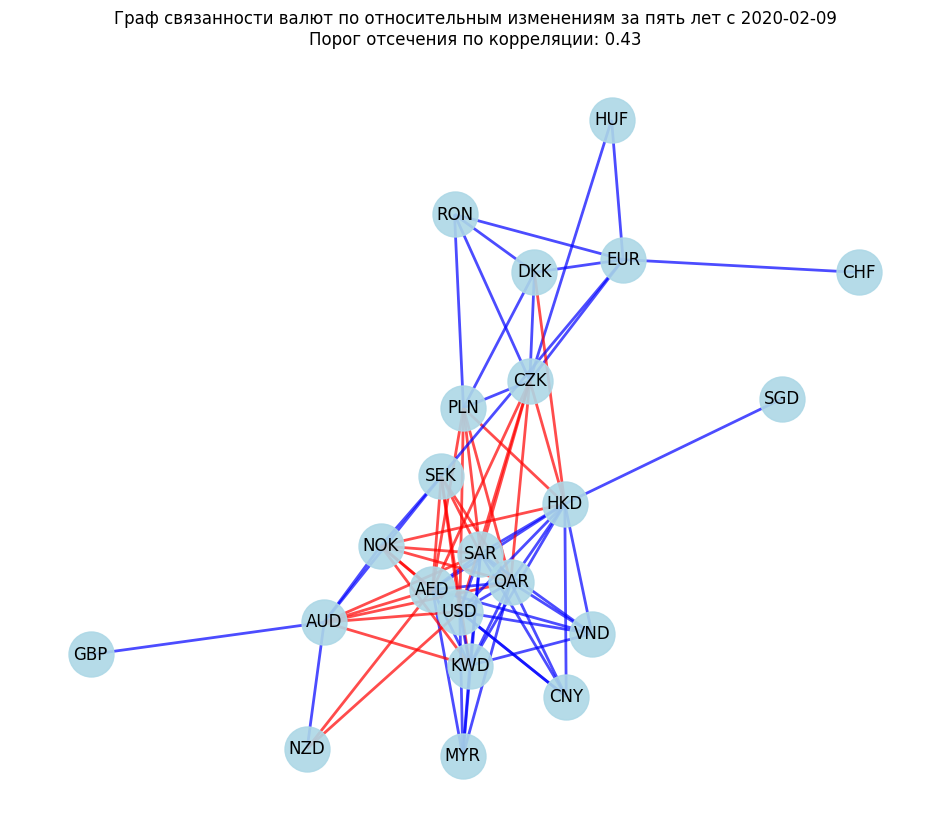 Граф связанности валют по относительным изменениям за пять лет с 2020-02-09
Порог отсечения по корреляции: 0.43
HUF
RON
EUR
DKK
CHF
CZK
SGD
PLN
SEK
HKD
NOK
SAR
QAR
AED
USD
AUD
VND
GBP
KWD
CNY
NZD
MYR